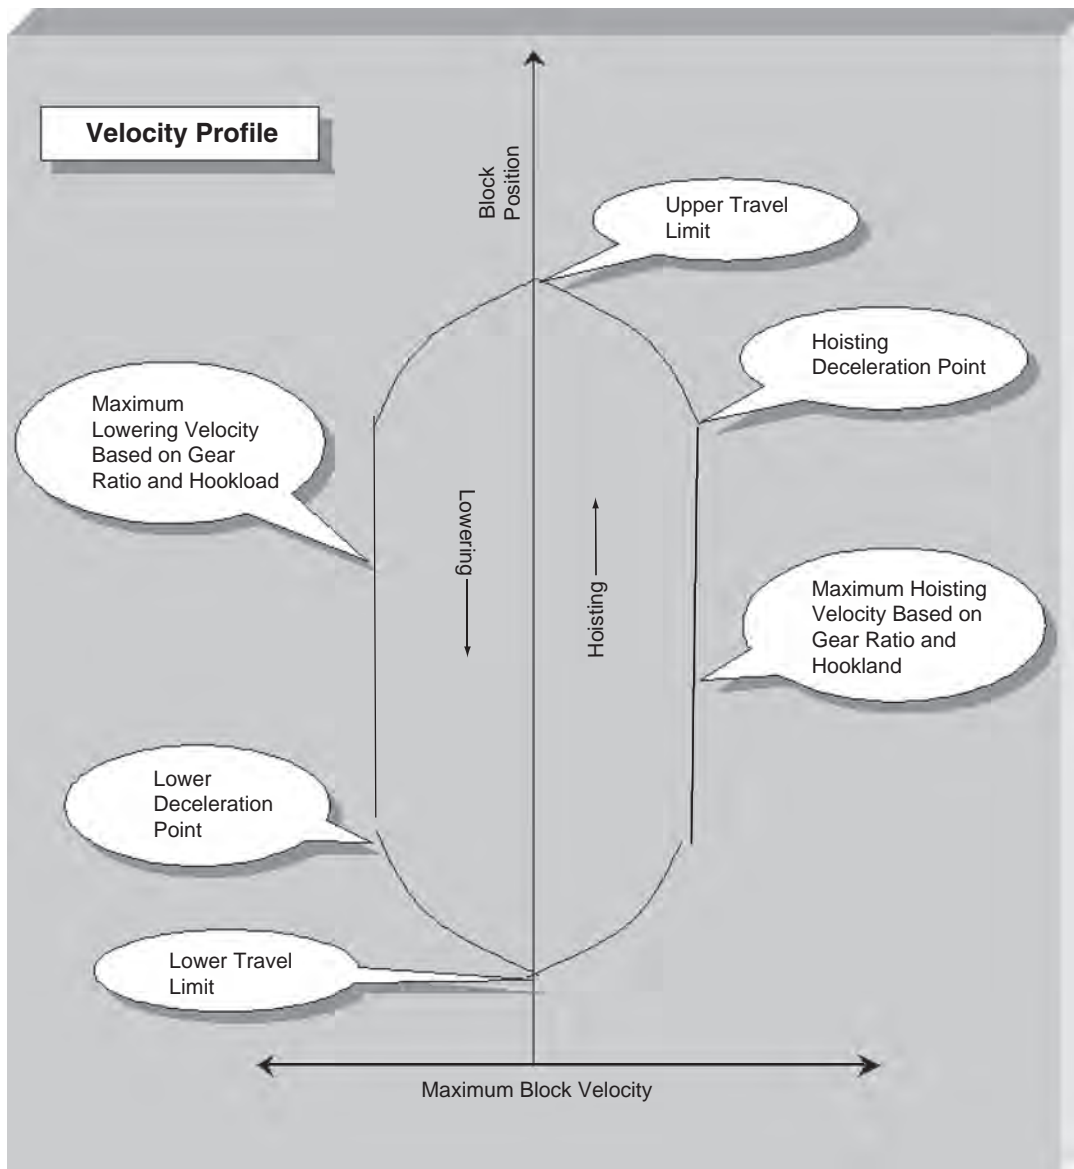 Velocity Profile
Block
Position
Upper Travel
Limit
Hoisting
Deceleration Point
Maximum
Lowering Velocity
Based on Gear
Ratio and Hookload
Lowering
Hoisting
Maximum Hoisting
Velocity Based on
Gear Ratio and
Hookland
Lower
Deceleration
Point
Lower Travel
Limit
Maximum Block Velocity